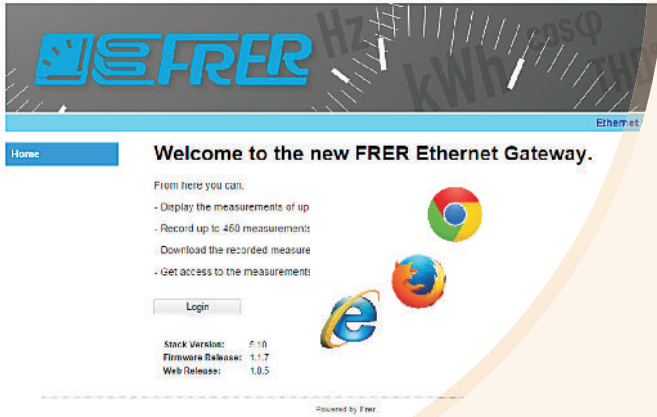 FRER
Hz
kWh
cosφ
Ethernet
Home
Welcome to the new FRER Ethernet Gateway.
From here you can:
- Display the measurements of up
- Record up to 460 measurements
- Download the recorded measure
- Get access to the measurements
Login
Stack Version: 5.10
Firmware Release: 1.1.7
Web Release: 1.0.5
Powered by Frer